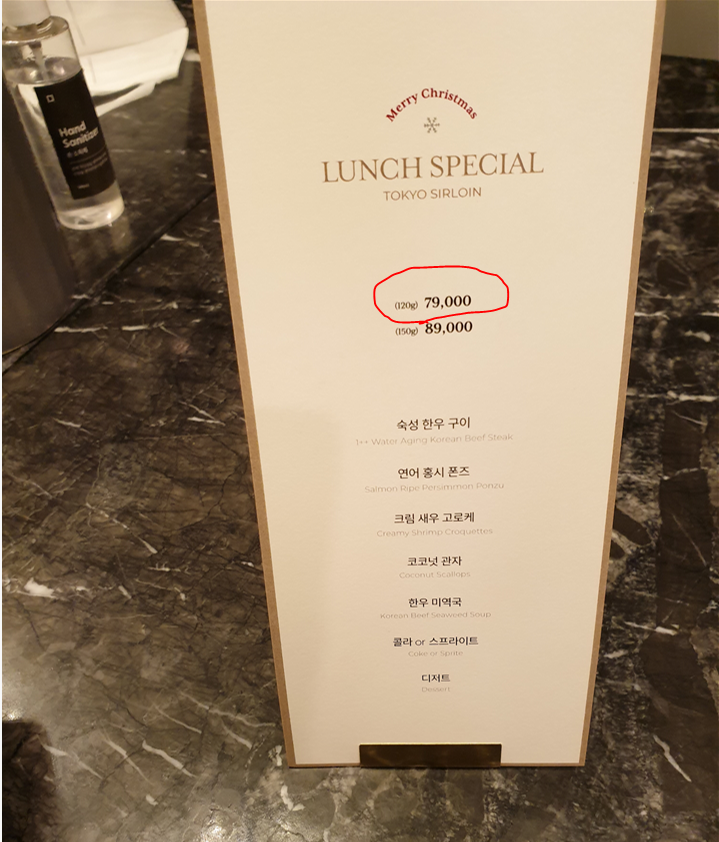 Hand
Sanitizer
Merry Christmas
LUNCH SPECIAL
TOKYO SIRLOIN
(120g) 79,000
(150g) 89,000
숙성 한우 구이
1++ Water Aging Korean Beef Steak
연어 홍시 폰즈
Salmon Ripe Persimmon Ponzu
크림 새우 고로케
Creamy Shrimp Croquettes
코코넛 관자
Coconut Scallops
한우 미역국
Korean Beef Seaweed Soup
콜라 or 스프라이트
Coke or Sprite
디저트
Dessert